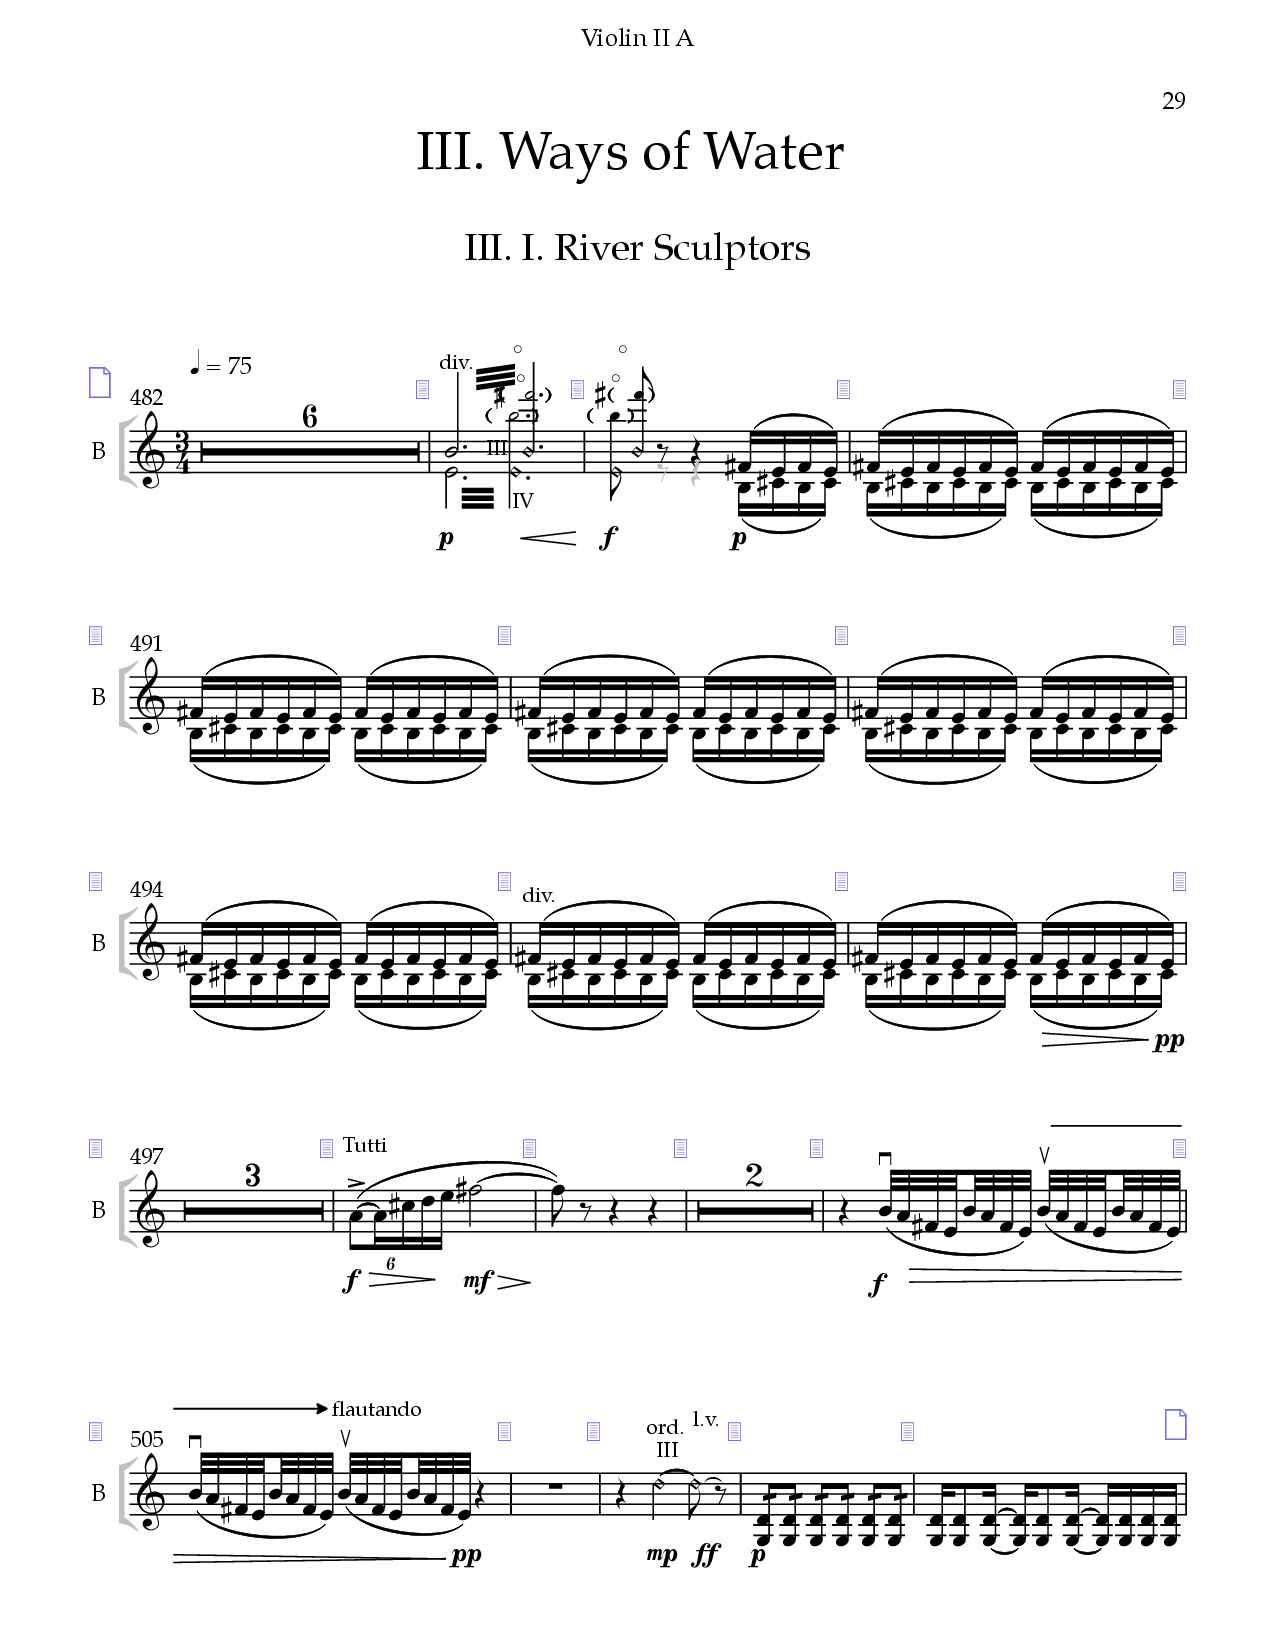 Violin II A
29
III. Ways of Water
III. I. River Sculptors
= 75
div.
482
6
B
3
4
III
IV
p
f
p
491
B
494
div.
B
pp
497
3
Tutti
2
B
6
f
mf
f
flautando
505
ord.
l.v.
III
B
pp
mp
ff
p